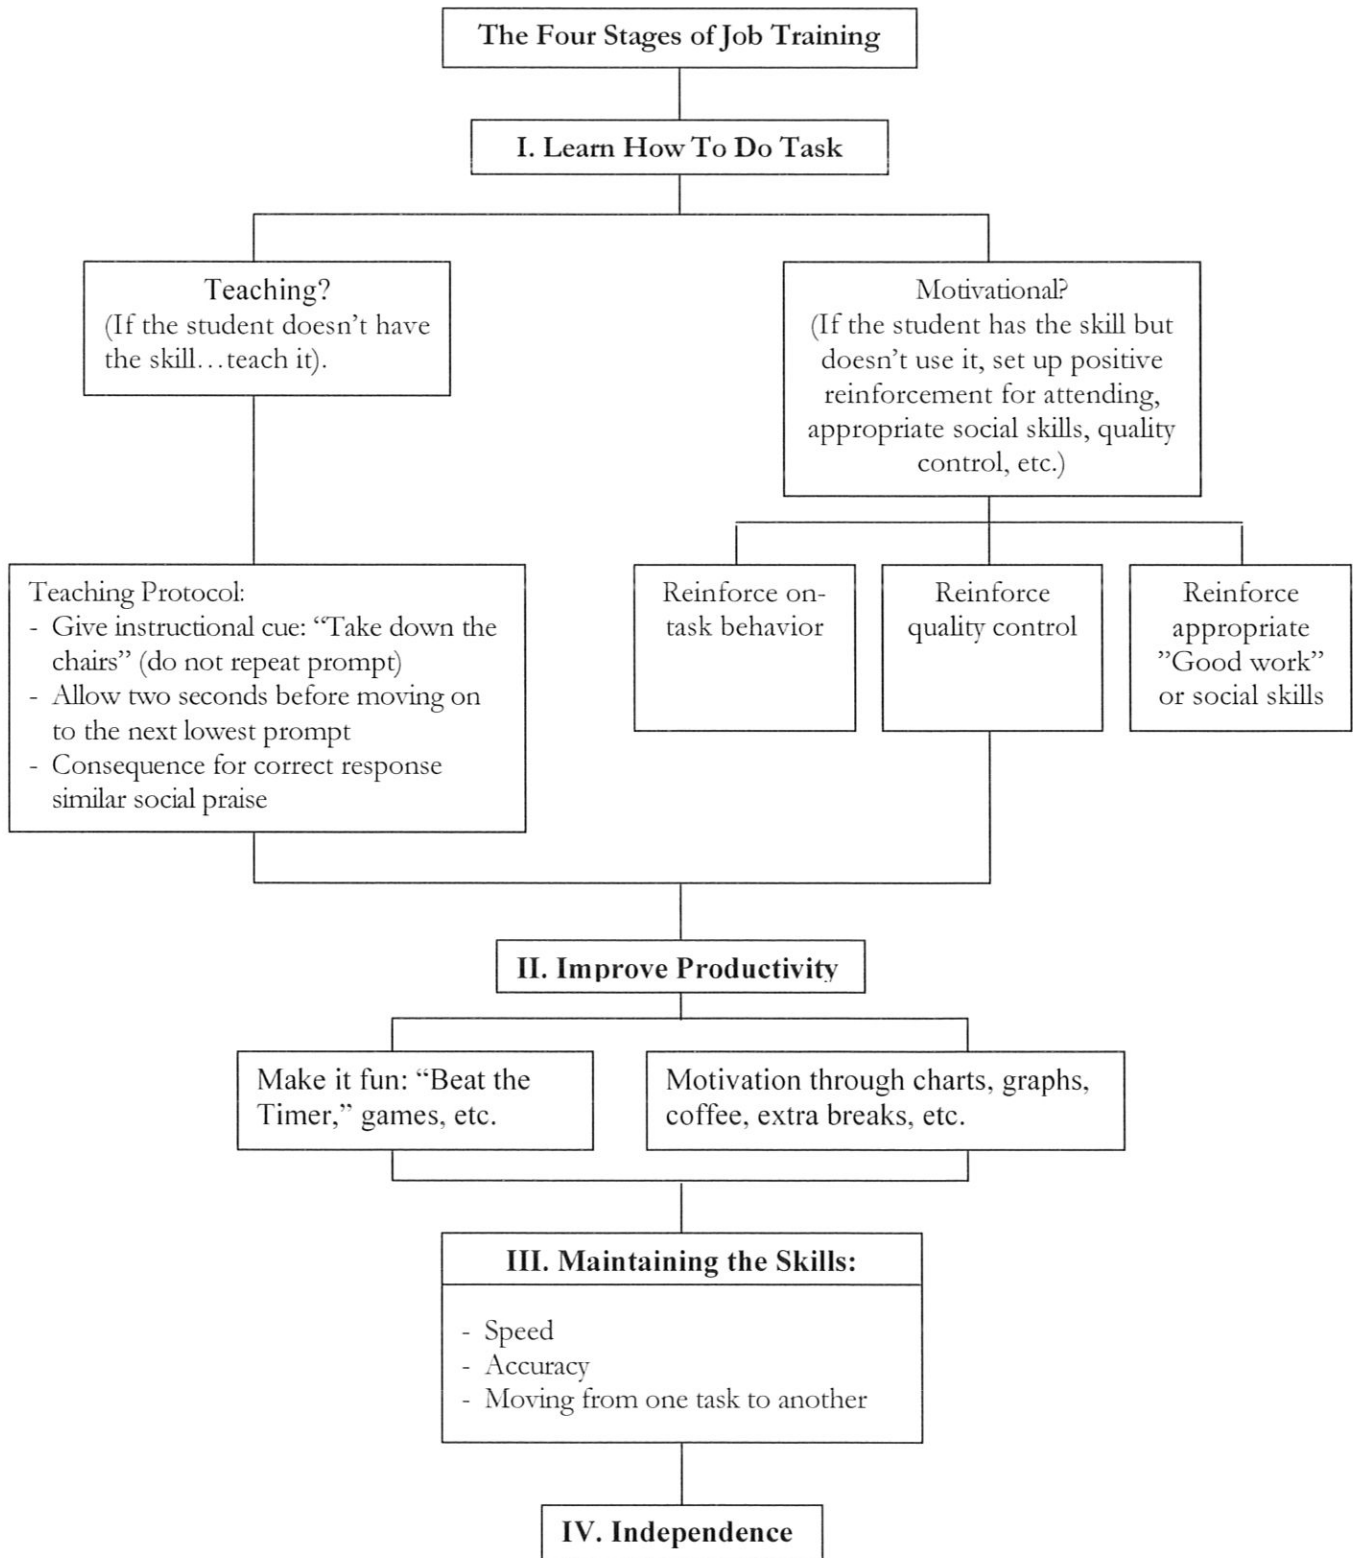 The Four Stages of Job Training
I. Learn How To Do Task
Teaching?
(If the student doesn’t have
the skill…teach it).
Motivational?
(If the student has the skill but
doesn’t use it, set up positive
reinforcement for attending,
appropriate social skills, quality
control, etc.)
Teaching Protocol:
- Give instructional cue: “Take down the
chairs” (do not repeat prompt)
- Allow two seconds before moving on
to the next lowest prompt
- Consequence for correct response
similar social praise
Reinforce on-
task behavior
Reinforce
quality control
Reinforce
appropriate
”Good work”
or social skills
II. Improve Productivity
Make it fun: “Beat the
Timer,” games, etc.
Motivation through charts, graphs,
coffee, extra breaks, etc.
III. Maintaining the Skills:
- Speed
- Accuracy
- Moving from one task to another
IV. Independence